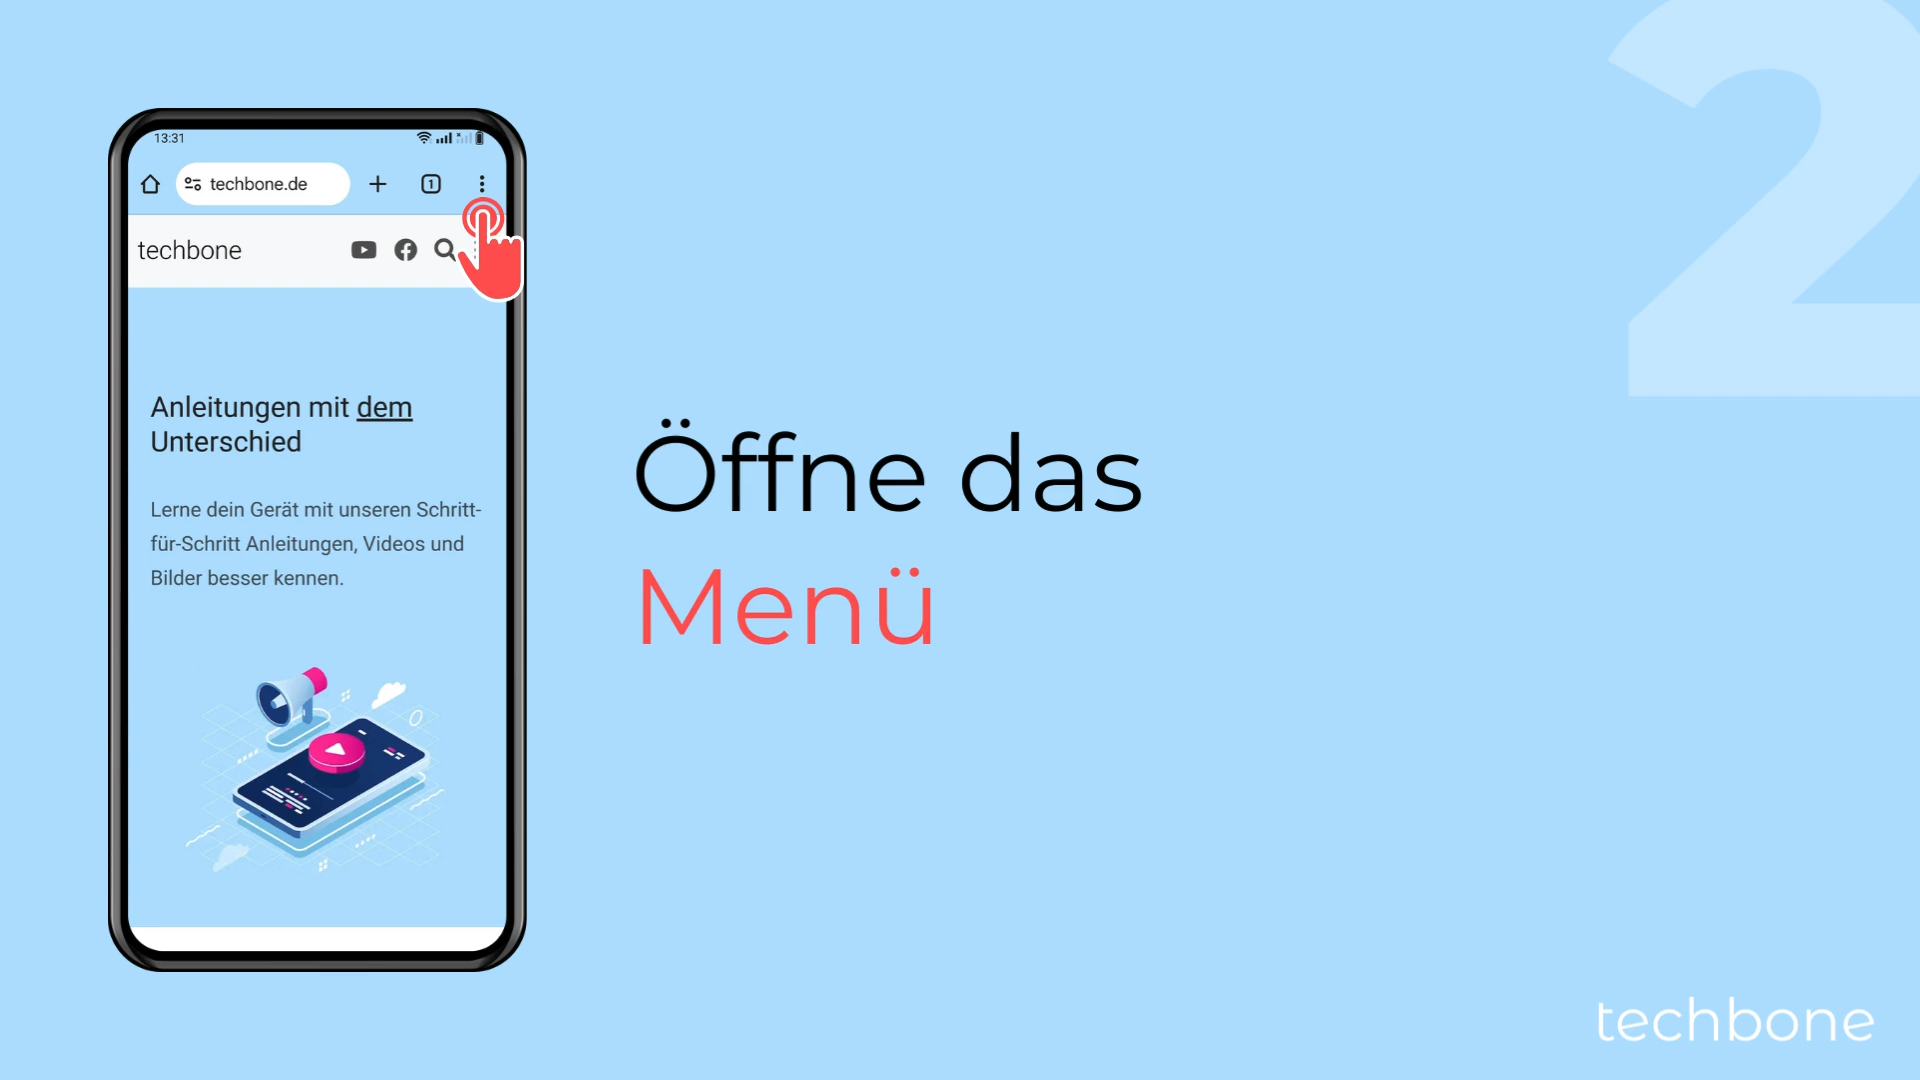 2
13:31
techbone.de
1
techbone
Anleitungen mit dem
Unterschied
Lerne dein Gerät mit unseren Schritt-
für-Schritt Anleitungen, Videos und
Bilder besser kennen.
Öffne das
Menü
techbone